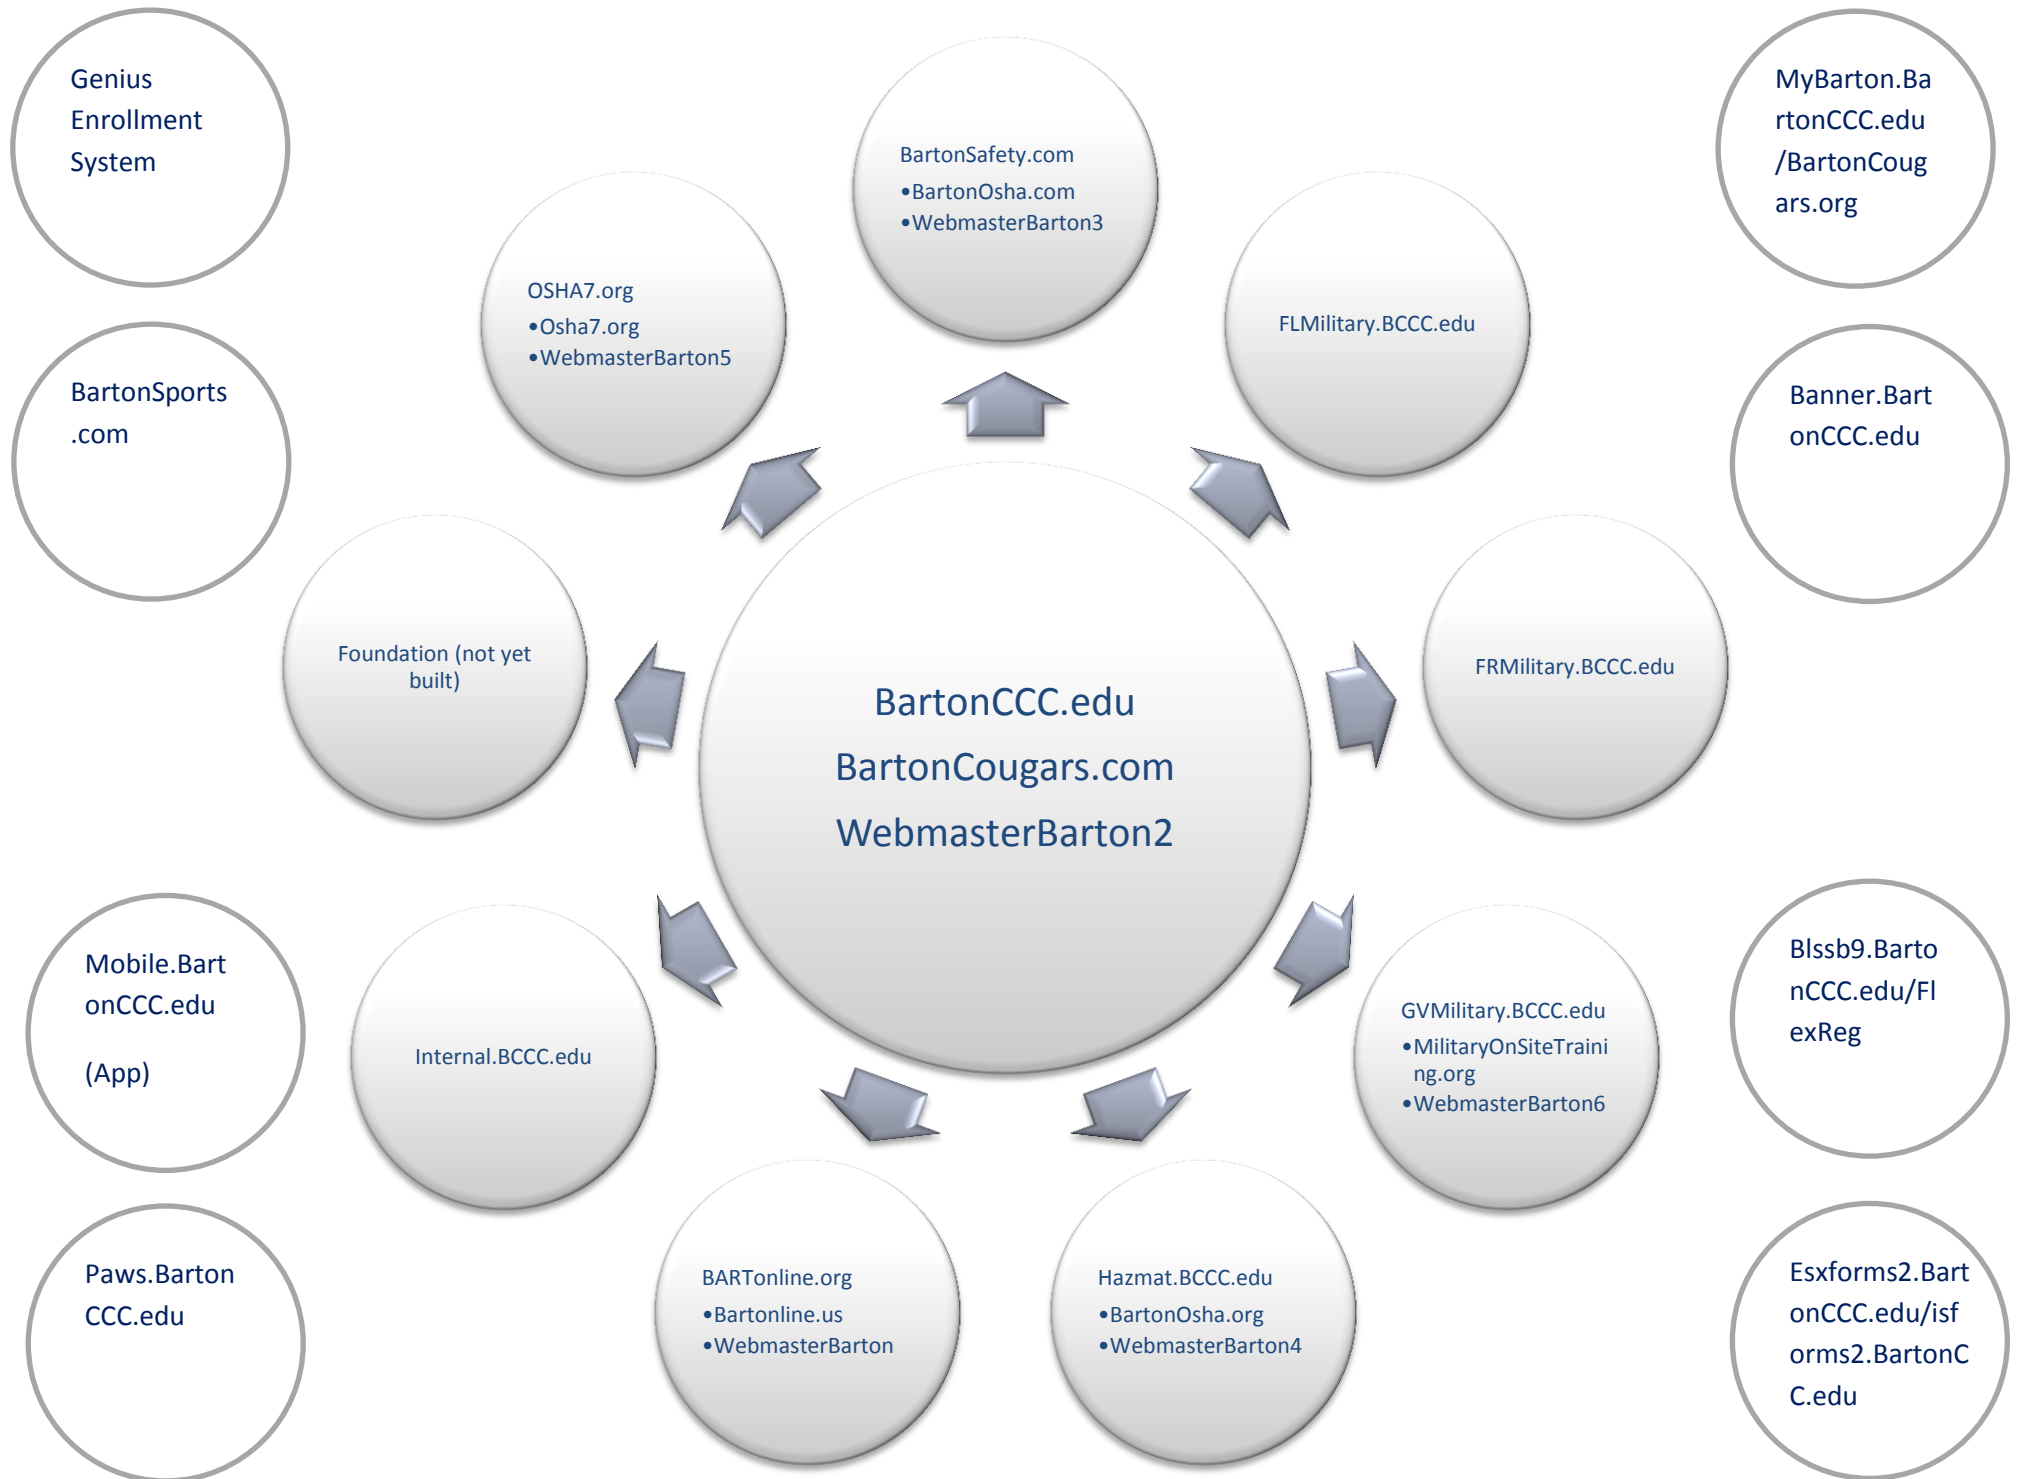 Genius
Enrollment
System
BartonSports
.com
Mobile.Bart
onCCC.edu
(App)
Paws.Barton
CCC.edu
BartonSafety.com
•BartonOsha.com
•WebmasterBarton3
OSHA7.org
•Osha7.org
•WebmasterBarton5
FLMilitary.BCCC.edu
Foundation (not yet
built)
FRMilitary.BCCC.edu
BartonCCC.edu
BartonCougars.com
WebmasterBarton2
Internal.BCCC.edu
GVMilitary.BCCC.edu
•MilitaryOnSiteTraini
ng.org
•WebmasterBarton6
BARTonline.org
•Bartonline.us
•WebmasterBarton
Hazmat.BCCC.edu
•BartonOsha.org
•WebmasterBarton4
MyBarton.Ba
rtonCCC.edu
/BartonCoug
ars.org
Banner.Bart
onCCC.edu
Blssb9.Barto
nCCC.edu/Fl
exReg
Esxforms2.Bart
onCCC.edu/isf
orms2.BartonC
C.edu